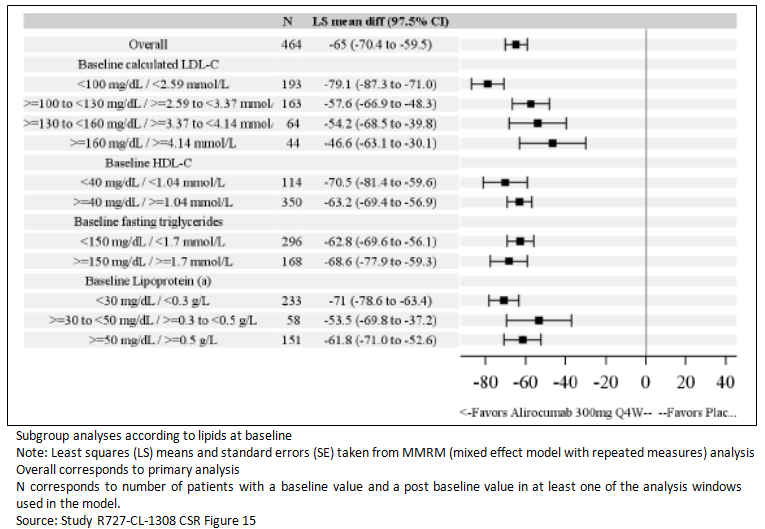 N LS mean diff (97.5% CI)
Overall 464 -65 (-70.4 to -59.5)
Baseline calculated LDL-C
<100 mg/dL / <2.59 mmol/L 193 -79.1 (-87.3 to -71.0)
>=100 to <130 mg/dL / >=2.59 to <3.37 mmol/ 163 -57.6 (-66.9 to -48.3)
>=130 to <160 mg/dL / >=3.37 to <4.14 mmol/ 64 -54.2 (-68.5 to -39.8)
>=160 mg/dL / >=4.14 mmol/L 44 -46.6 (-63.1 to -30.1)
Baseline HDL-C
<40 mg/dL / <1.04 mmol/L 114 -70.5 (-81.4 to -59.6)
>=40 mg/dL / >=1.04 mmol/L 350 -63.2 (-69.4 to -56.9)
Baseline fasting triglycerides
<150 mg/dL / <1.7 mmol/L 296 -62.8 (-69.6 to -56.1)
>=150 mg/dL / >=1.7 mmol/L 168 -68.6 (-77.9 to -59.3)
Baseline Lipoprotein (a)
<30 mg/dL / <0.3 g/L 233 -71 (-78.6 to -63.4)
>=30 to <50 mg/dL / >=0.3 to <0.5 g/L 58 -53.5 (-69.8 to -37.2)
>=50 mg/dL / >=0.5 g/L 151 -61.8 (-71.0 to -52.6)
-80 -60 -40 -20 0 20 40
<-Favors Alirocumab 300mg Q4W-- --Favors Plac...
Subgroup analyses according to lipids at baseline
Note: Least squares (LS) means and standard errors (SE) taken from MMRM (mixed effect model with repeated measures) analysis
Overall corresponds to primary analysis
N corresponds to number of patients with a baseline value and a post baseline value in at least one of the analysis windows
used in the model.
Source: Study R727-CL-1308 CSR Figure 15